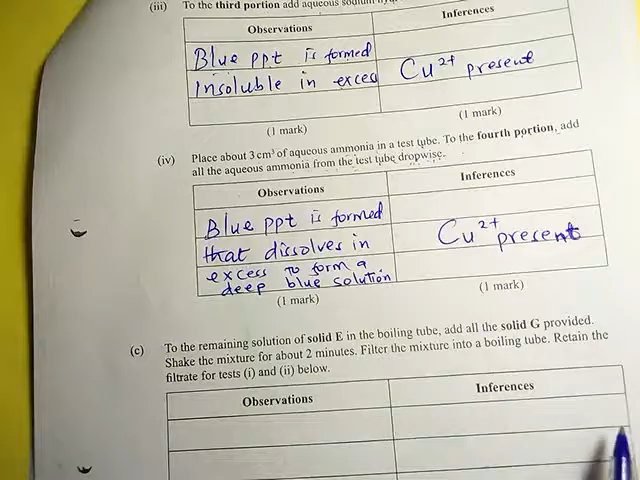 (iii) To the third portion add aqueous sodium
Observations
Inferences
Blue ppt is formed
Insoluble in exces
Cu²⁺ present
(1 mark)
(1 mark)
(iv) Place about 3 cm³ of aqueous ammonia in a test tube. To the fourth portion, add
all the aqueous ammonia from the test tube dropwise.
Observations
Inferences
Blue ppt is formed
that dissolves in
excess to form a
deep blue solution
Cu²⁺ present
(1 mark)
(1 mark)
(c) To the remaining solution of solid E in the boiling tube, add all the solid G provided.
Shake the mixture for about 2 minutes. Filter the mixture into a boiling tube. Retain the
filtrate for tests (i) and (ii) below.
Observations
Inferences